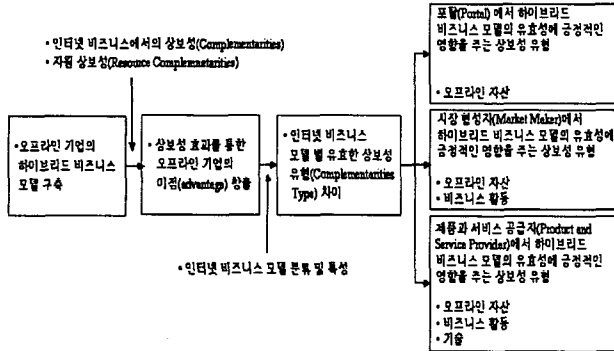 • 인터넷 비즈니스에서의 상보성(Complementarities)
• 자원 상보성(Resource Complemetarities)
• 오프라인 기업의
하이브리드 비즈니스
모델 구축
• 상보성 효과를 통한
오프라인 기업의
이점(advantage) 창출
• 인터넷 비즈니스
모델 별 유효한 상보성
유형(Complementarities
Type) 차이
• 인터넷 비즈니스 모델 분류 및 특성
포탈(Portal) 에서 하이브리드
비즈니스 모델의 유효성에 긍정적인
영향을 주는 상보성 유형
• 오프라인 자산
시장 형성자(Market Maker)에서
하이브리드 비즈니스 모델의 유효성에
긍정적인 영향을 주는 상보성 유형
• 오프라인 자산
• 비즈니스 활동
제품과 서비스 공급자(Product and
Service Provider)에서 하이브리드
비즈니스 모델의 유효성에 긍정적인
영향을 주는 상보성 유형
• 오프라인 자산
• 비즈니스 활동
• 기술